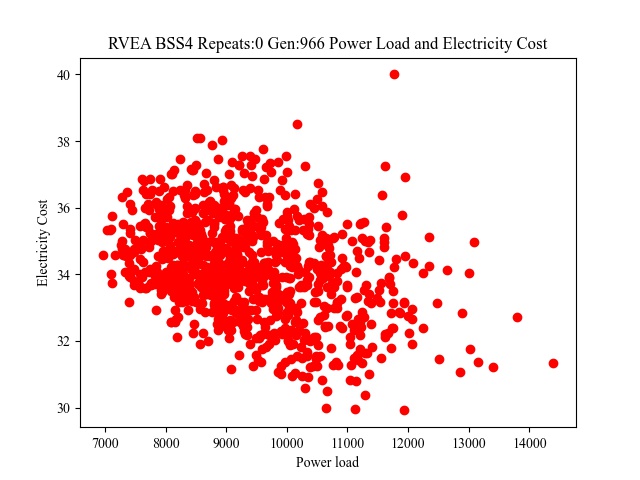 RVEA BSS4 Repeats:0 Gen:966 Power Load and Electricity Cost
40
38
36
34
32
30
Electricity Cost
7000 8000 9000 10000 11000 12000 13000 14000
Power load